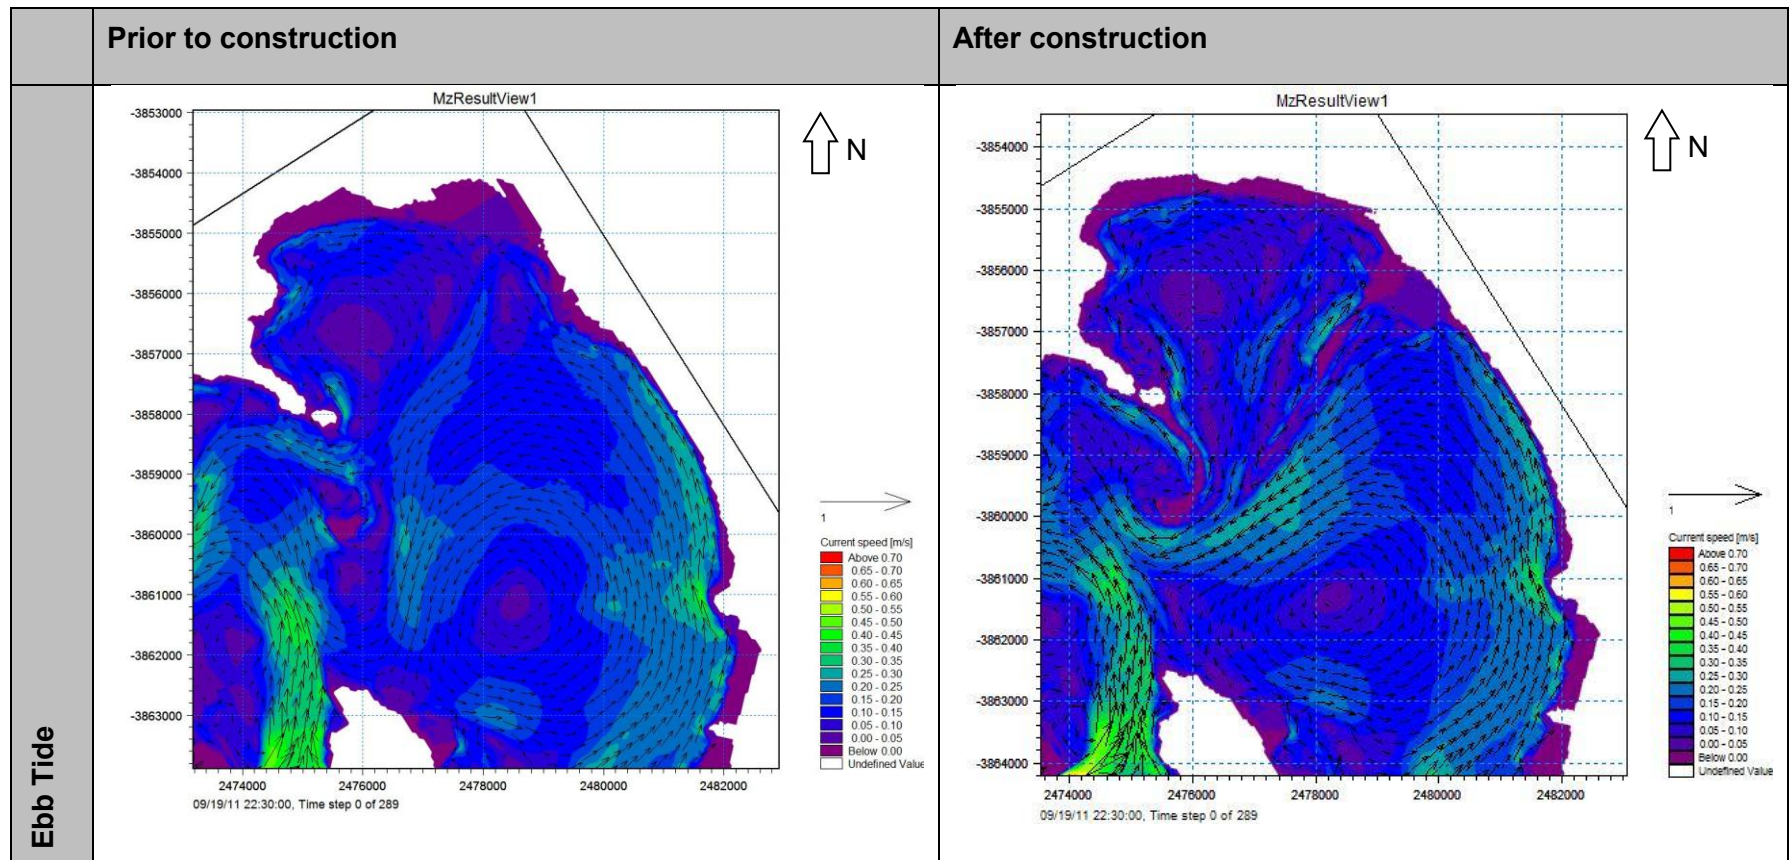 Prior to construction
After construction
Ebb Tide
MzResultView1
-3853000
-3854000
-3855000
-3856000
-3857000
-3858000
-3859000
-3860000
-3861000
-3862000
-3863000
2474000 2476000 2478000 2480000 2482000
09/19/11 22:30:00, Time step 0 of 289
N
1
Current speed [m/s]
Above 0.70
0.65 - 0.70
0.60 - 0.65
0.55 - 0.60
0.50 - 0.55
0.45 - 0.50
0.40 - 0.45
0.35 - 0.40
0.30 - 0.35
0.25 - 0.30
0.20 - 0.25
0.15 - 0.20
0.10 - 0.15
0.05 - 0.10
0.00 - 0.05
Below 0.00
Undefined Value
MzResultView1
-3854000
-3855000
-3856000
-3857000
-3858000
-3859000
-3860000
-3861000
-3862000
-3863000
-3864000
2474000 2476000 2478000 2480000 2482000
09/19/11 22:30:00, Time step 0 of 289
N
1
Current speed [m/s]
Above 0.70
0.65 - 0.70
0.60 - 0.65
0.55 - 0.60
0.50 - 0.55
0.45 - 0.50
0.40 - 0.45
0.35 - 0.40
0.30 - 0.35
0.25 - 0.30
0.20 - 0.25
0.15 - 0.20
0.10 - 0.15
0.05 - 0.10
0.00 - 0.05
Below 0.00
Undefined Value